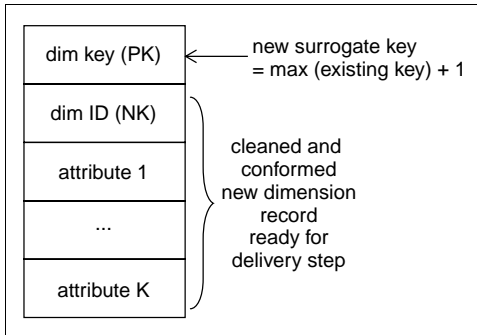 dim key (PK)
new surrogate key
= max (existing key) + 1
dim ID (NK)
attribute 1
...
attribute K
cleaned and
conformed
new dimension
record
ready for
delivery step